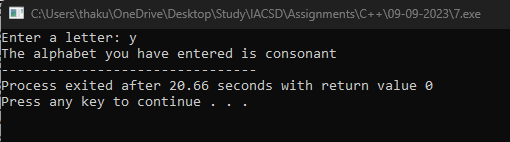 C:\Users\thaku\OneDrive\Desktop\Study\IACSD\Assignments\C++\09-09-2023\7.exe
Enter a letter: y
The alphabet you have entered is consonant
--------------------------------
Process exited after 20.66 seconds with return value 0
Press any key to continue . . .